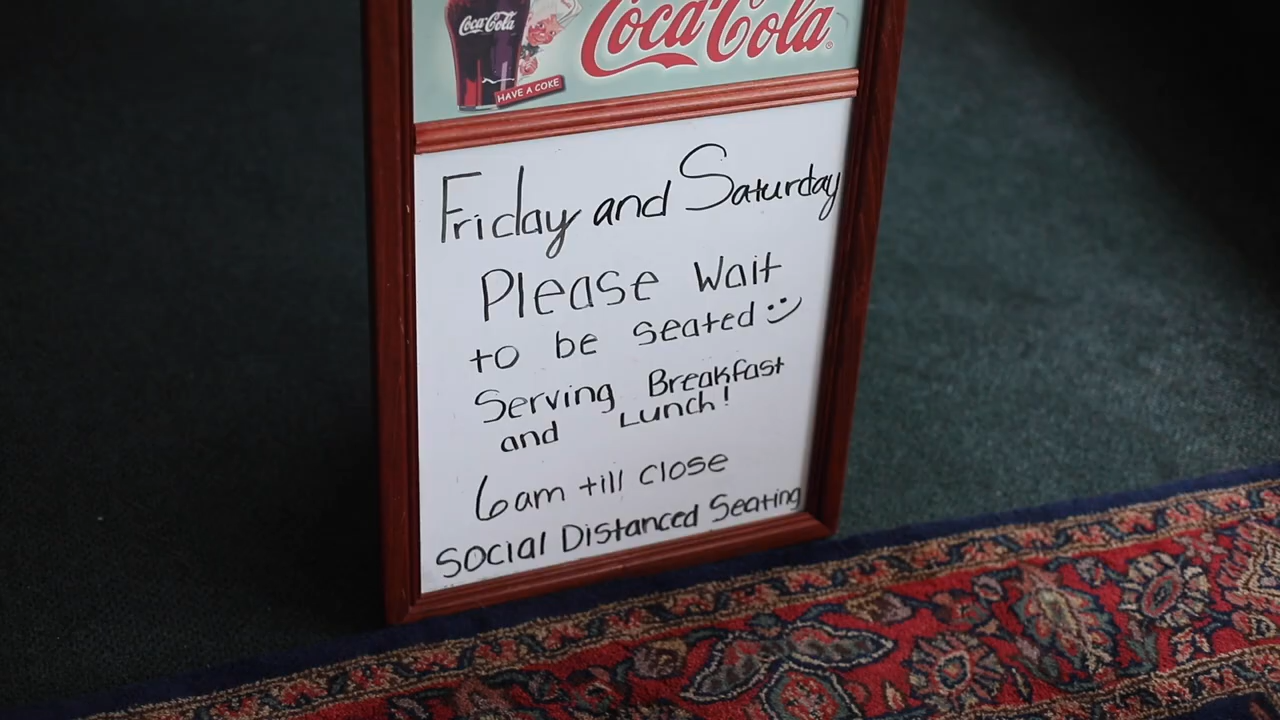 Coca-Cola
Coca-Cola®
HAVE A COKE
Friday and Saturday
Please Wait
to be seated
Serving Breakfast
and Lunch!
6am till close
Social Distanced Seating